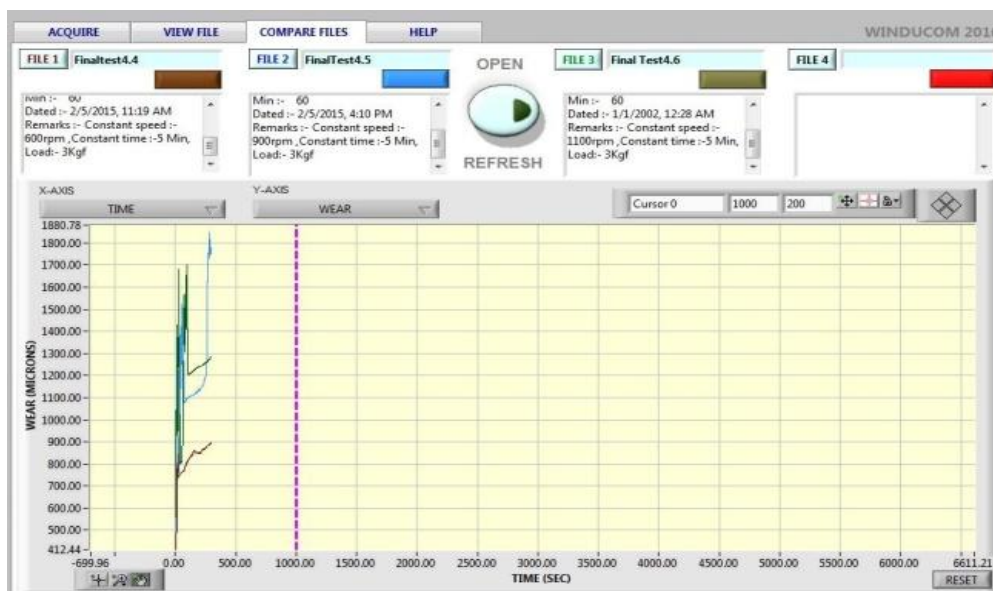 ACQUIRE VIEW FILE COMPARE FILES HELP WINDUCOM 2010
FILE 1 Finaltest4.4 FILE 2 FinalTest4.5 OPEN FILE 3 Final Test4.6 FILE 4
Min :- 60
Dated :- 2/5/2015, 11:19 AM
Remarks :- Constant speed :-
600rpm ,Constant time :-5 Min,
Load:- 3Kgf
Min :- 60
Dated :- 2/5/2015, 4:10 PM
Remarks :- Constant speed :-
900rpm ,Constant time :-5 Min,
Load:- 3Kgf
REFRESH
Min :- 60
Dated :- 1/1/2002, 12:28 AM
Remarks :- Constant speed :-
1100rpm ,Constant time :-5 Min,
Load:- 3Kgf
X-AXIS Y-AXIS
TIME WEAR Cursor 0 1000 200
WEAR (MICRONS)
1880.78
1800.00
1700.00
1600.00
1500.00
1400.00
1300.00
1200.00
1100.00
1000.00
900.00
800.00
700.00
600.00
500.00
412.44
-699.96 0.00 500.00 1000.00 1500.00 2000.00 2500.00 3000.00 3500.00 4000.00 4500.00 5000.00 5500.00 6000.00 6611.21
TIME (SEC) RESET